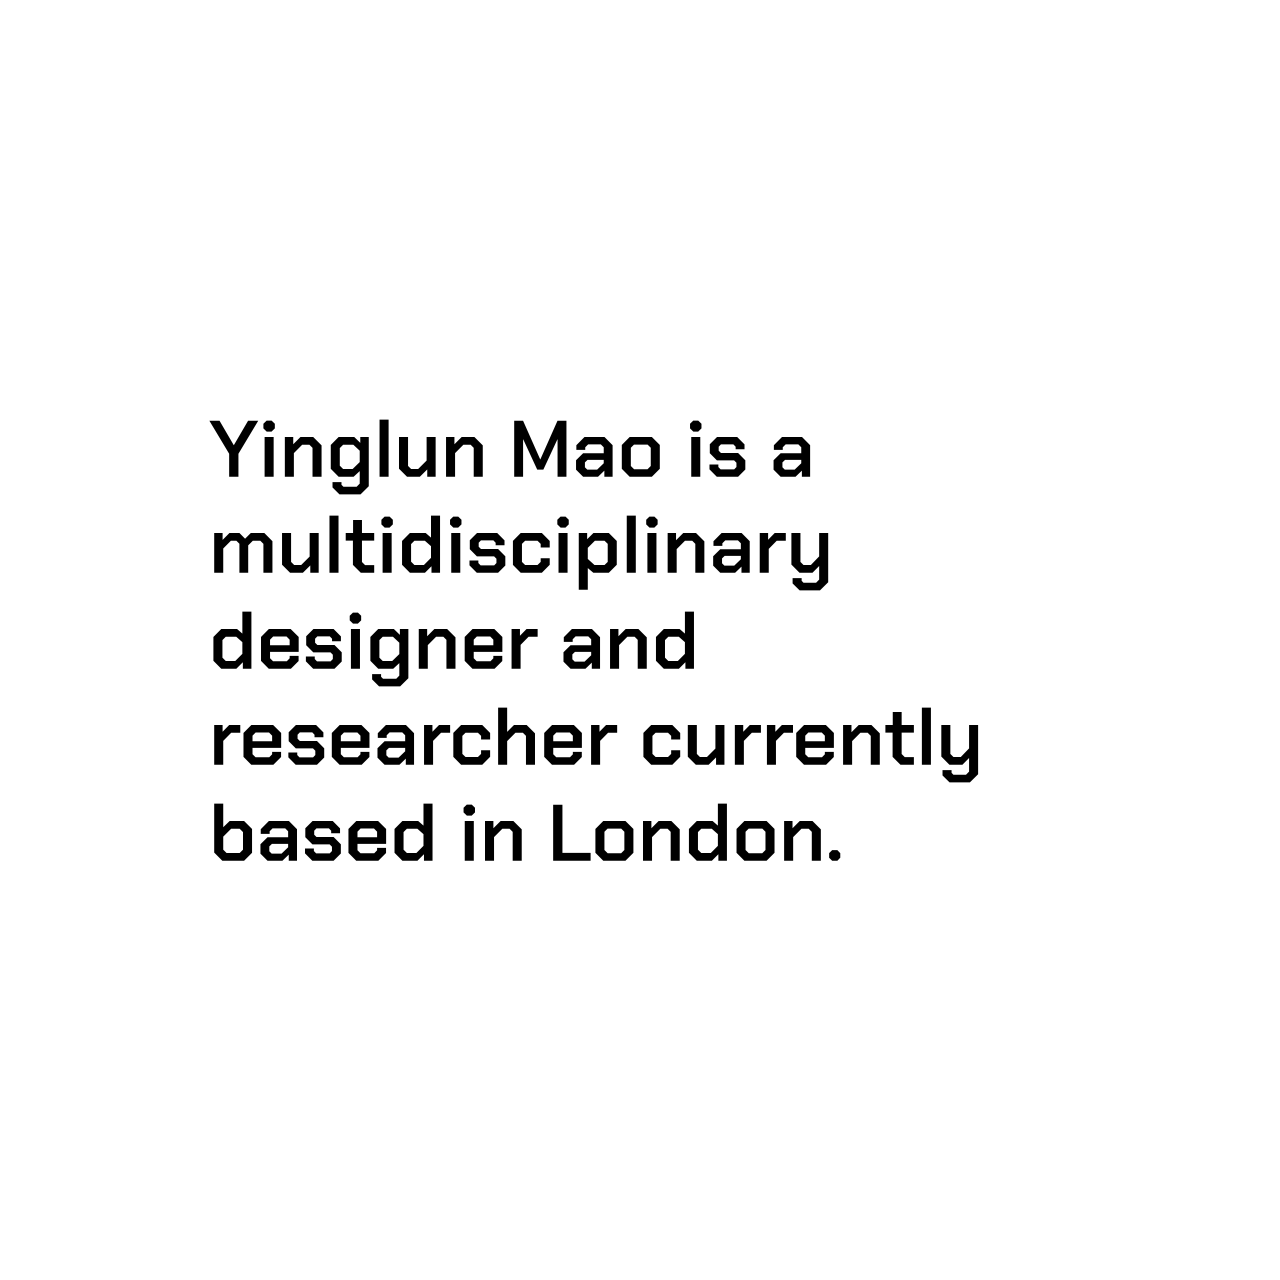 Yinglun Mao is a
multidisciplinary
designer and
researcher currently
based in London.